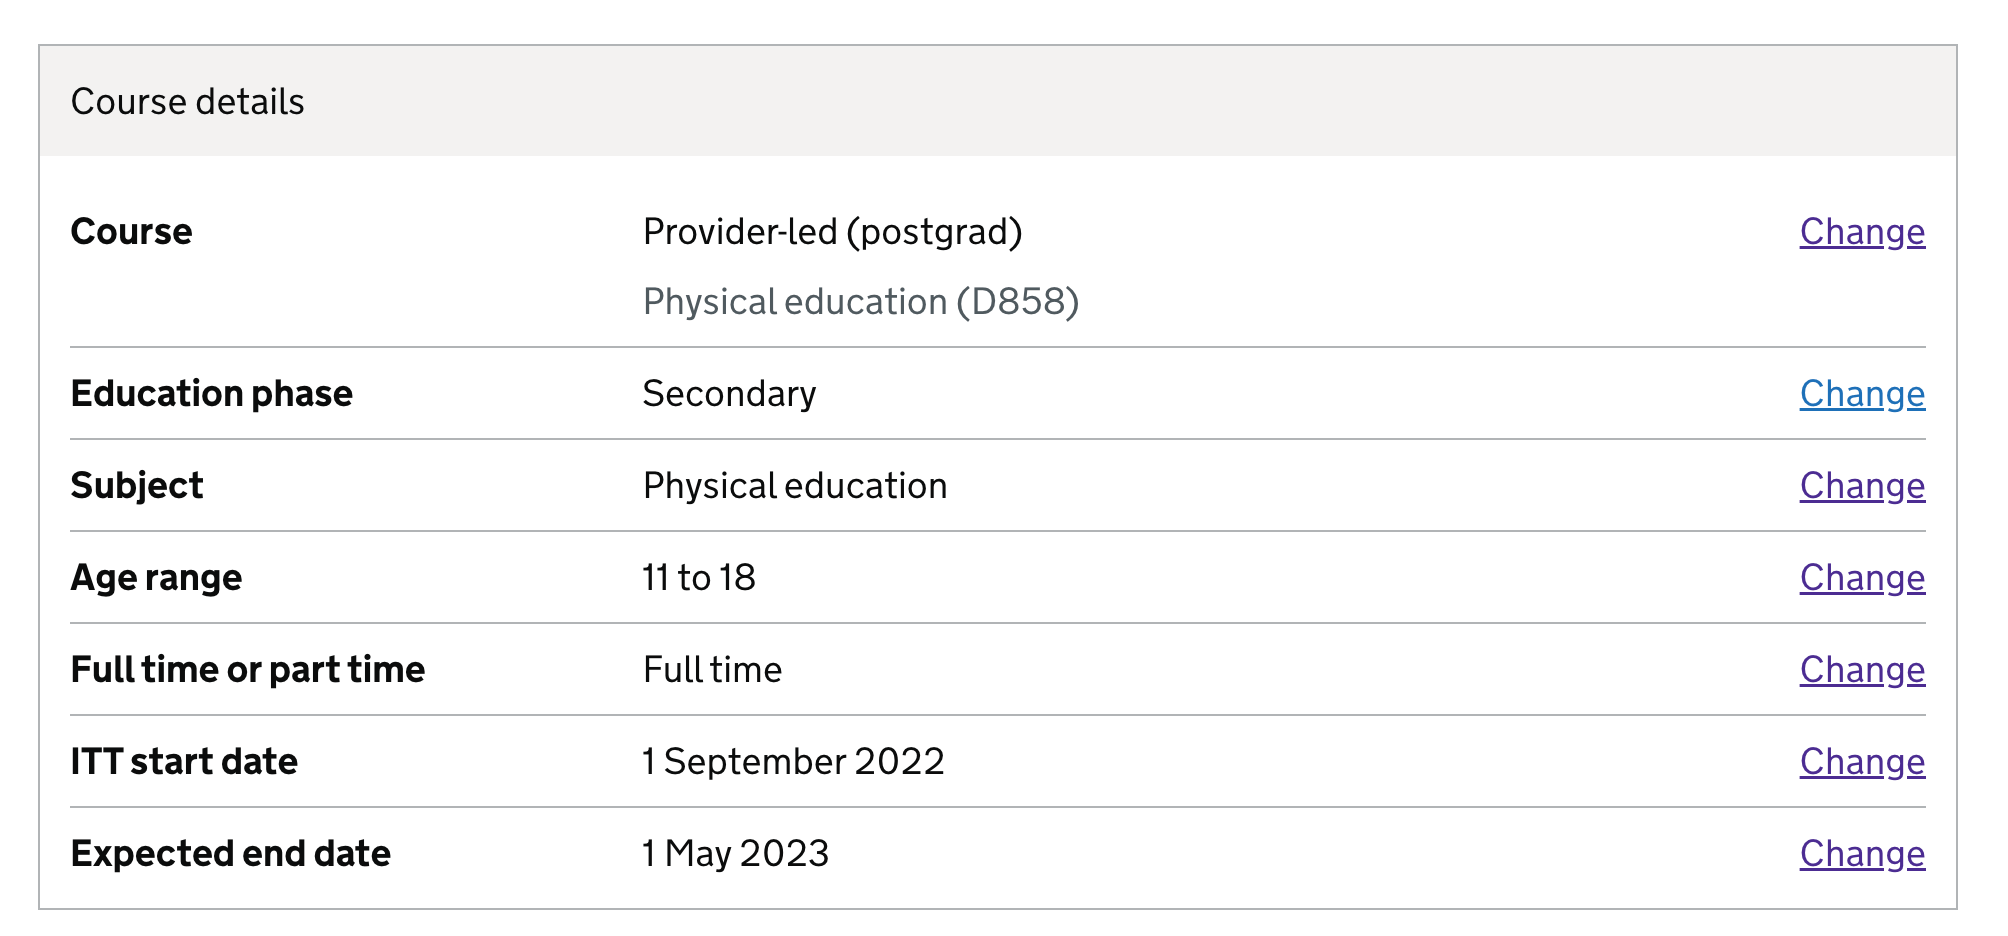 Course details
Course Provider-led (postgrad) Change
Physical education (D858)
Education phase Secondary Change
Subject Physical education Change
Age range 11 to 18 Change
Full time or part time Full time Change
ITT start date 1 September 2022 Change
Expected end date 1 May 2023 Change